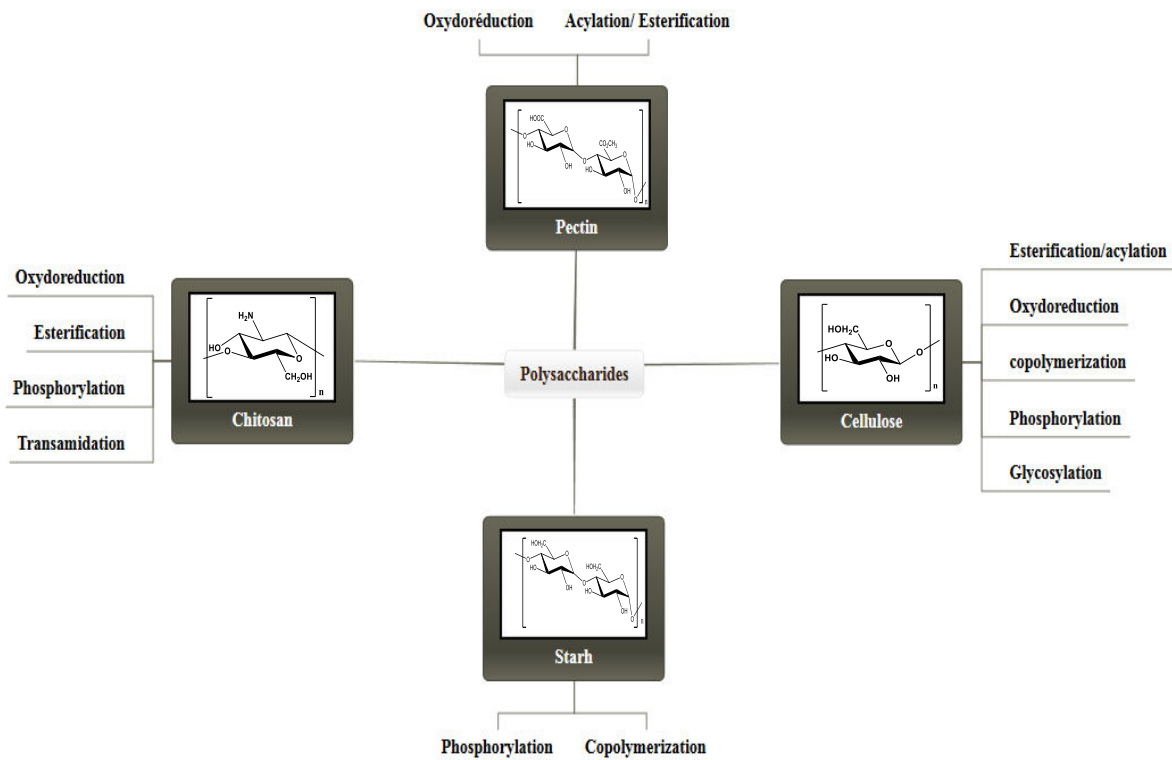 Oxydoréduction Acylation/ Esterification
HOOC
O
O
HO
OH
O
CO₂CH₃
O
HO
OH
O
n
Pectin
Oxydoreduction
Esterification
Phosphorylation
Transamidation
H₂N
HO
O
O
CH₂OH
n
Chitosan
Polysaccharides
HOH₂C
O
O
HO
OH
n
Cellulose
Esterification/acylation
Oxydoreduction
copolymerization
Phosphorylation
Glycosylation
HOH₂C
O
O
HO
OH
O
HOH₂C
O
HO
OH
O
n
Starh
Phosphorylation Copolymerization